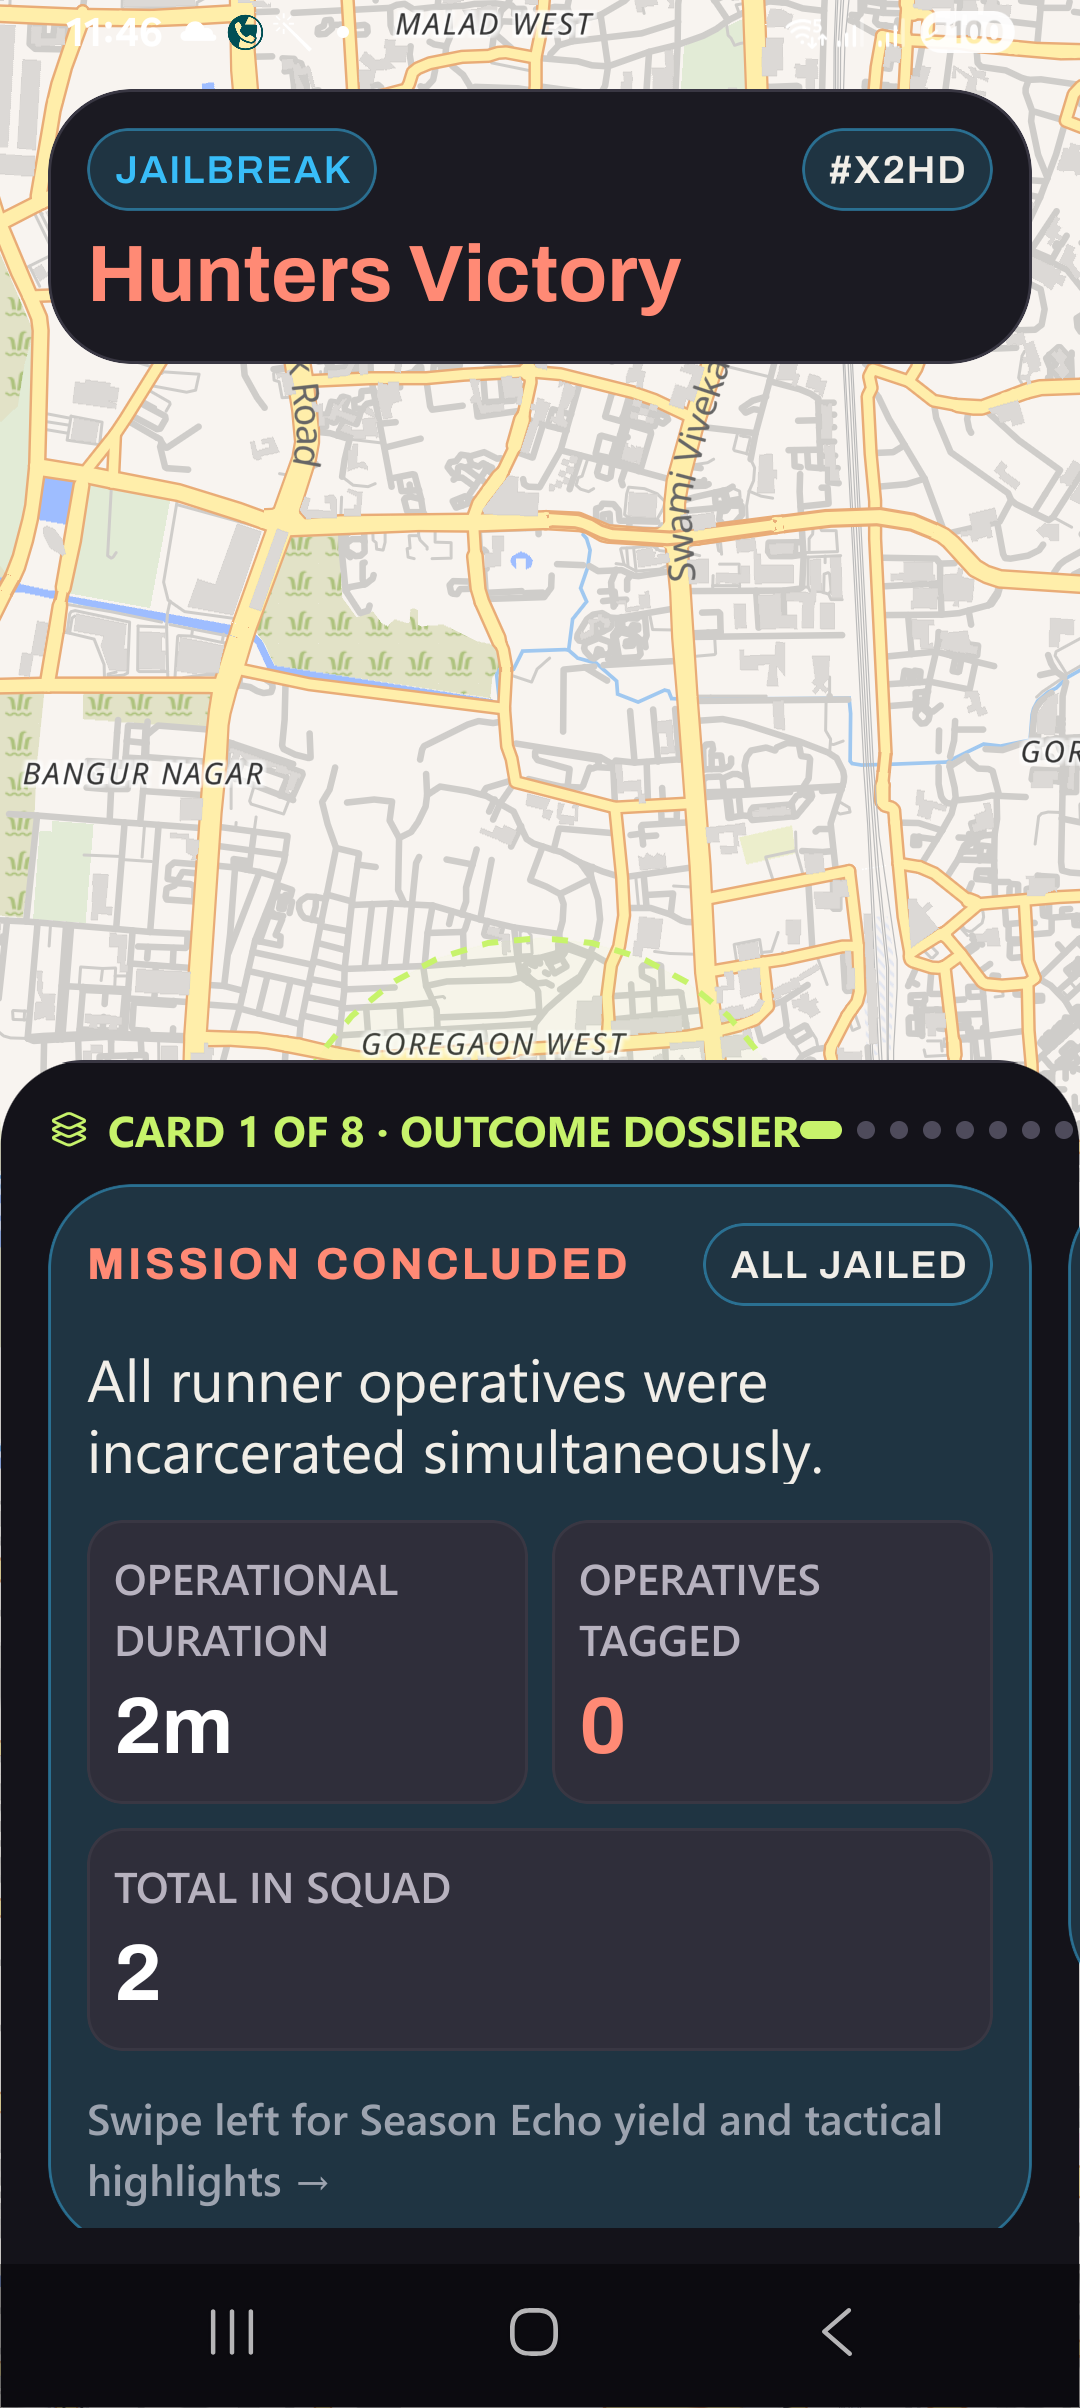 11:46
100
MALAD WEST
JAILBREAK
#X2HD
Hunters Victory
Road
Swami Viveka
BANGUR NAGAR
GOR
GOREGAON WEST
CARD 1 OF 8 · OUTCOME DOSSIER
MISSION CONCLUDED
ALL JAILED
All runner operatives were
incarcerated simultaneously.
OPERATIONAL
DURATION
2m
OPERATIVES
TAGGED
0
TOTAL IN SQUAD
2
Swipe left for Season Echo yield and tactical
highlights →